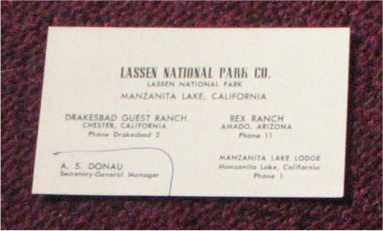 LASSEN NATIONAL PARK CO.
LASSEN NATIONAL PARK
MANZANITA LAKE, CALIFORNIA
DRAKESBAD GUEST RANCH
CHESTER, CALIFORNIA
Phone Drakesbad 2
REX RANCH
AMADO, ARIZONA
Phone 11
A. S. DONAU
Secretary-General Manager
MANZANITA LAKE LODGE
Manzanita Lake, California
Phone 1